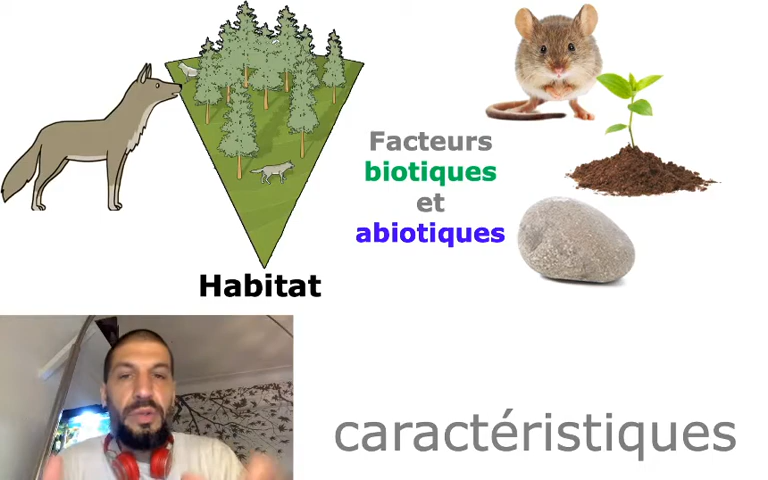 Facteurs
biotiques
et
abiotiques
Habitat
caractéristiques